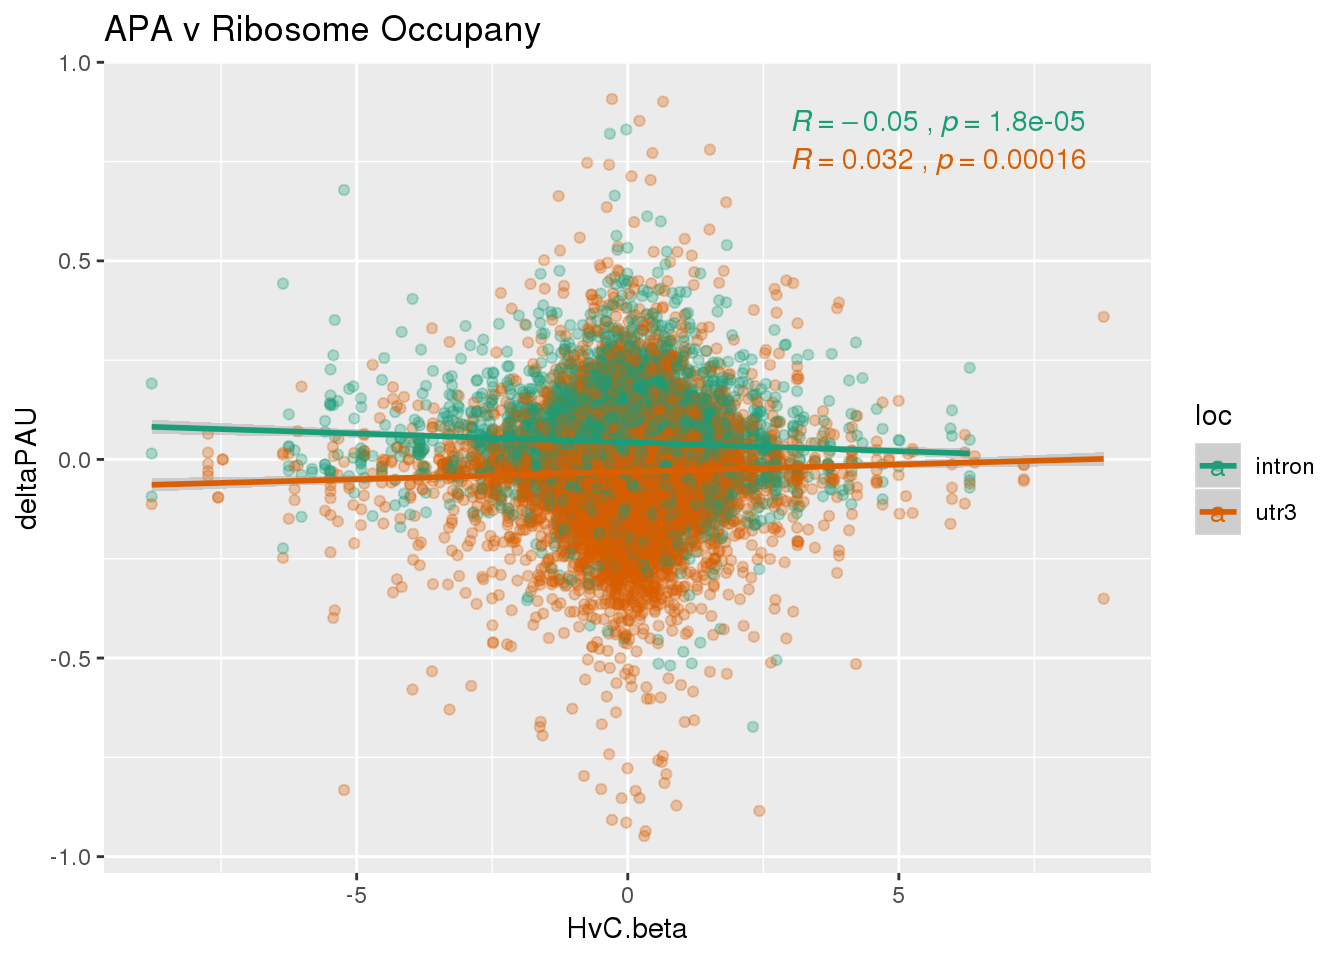 APA v Ribosome Occupany
R = −0.05 , p = 1.8e-05
R = 0.032 , p = 0.00016
1.0
0.5
0.0
-0.5
-1.0
deltaPAU
-5
0
5
HvC.beta
loc
a intron
a utr3